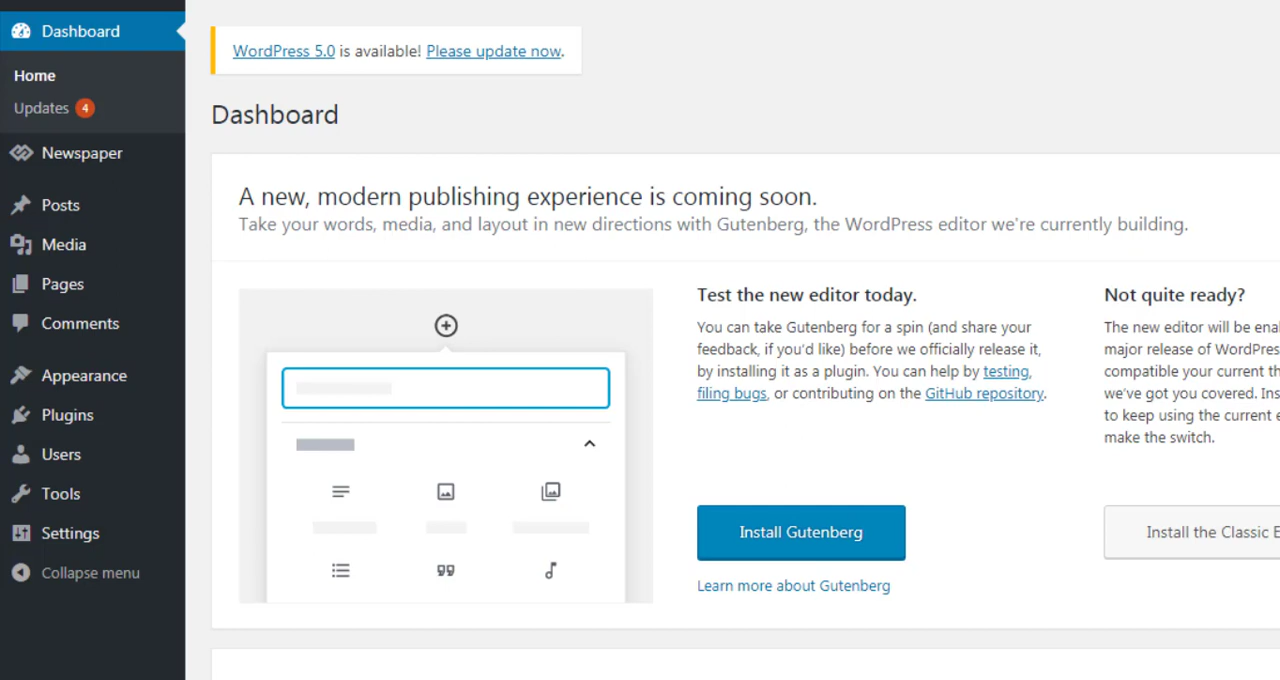 Dashboard
Home
Updates 4
Newspaper
Posts
Media
Pages
Comments
Appearance
Plugins
Users
Tools
Settings
Collapse menu
WordPress 5.0 is available! Please update now.
Dashboard
A new, modern publishing experience is coming soon.
Take your words, media, and layout in new directions with Gutenberg, the WordPress editor we're currently building.
Test the new editor today.
You can take Gutenberg for a spin (and share your
feedback, if you'd like) before we officially release it,
by installing it as a plugin. You can help by testing,
filing bugs, or contributing on the GitHub repository.
Install Gutenberg
Learn more about Gutenberg
Not quite ready?
The new editor will be
major release of WordPress
compatible your current
we've got you covered.
to keep using the current
make the switch.
Install the Classic